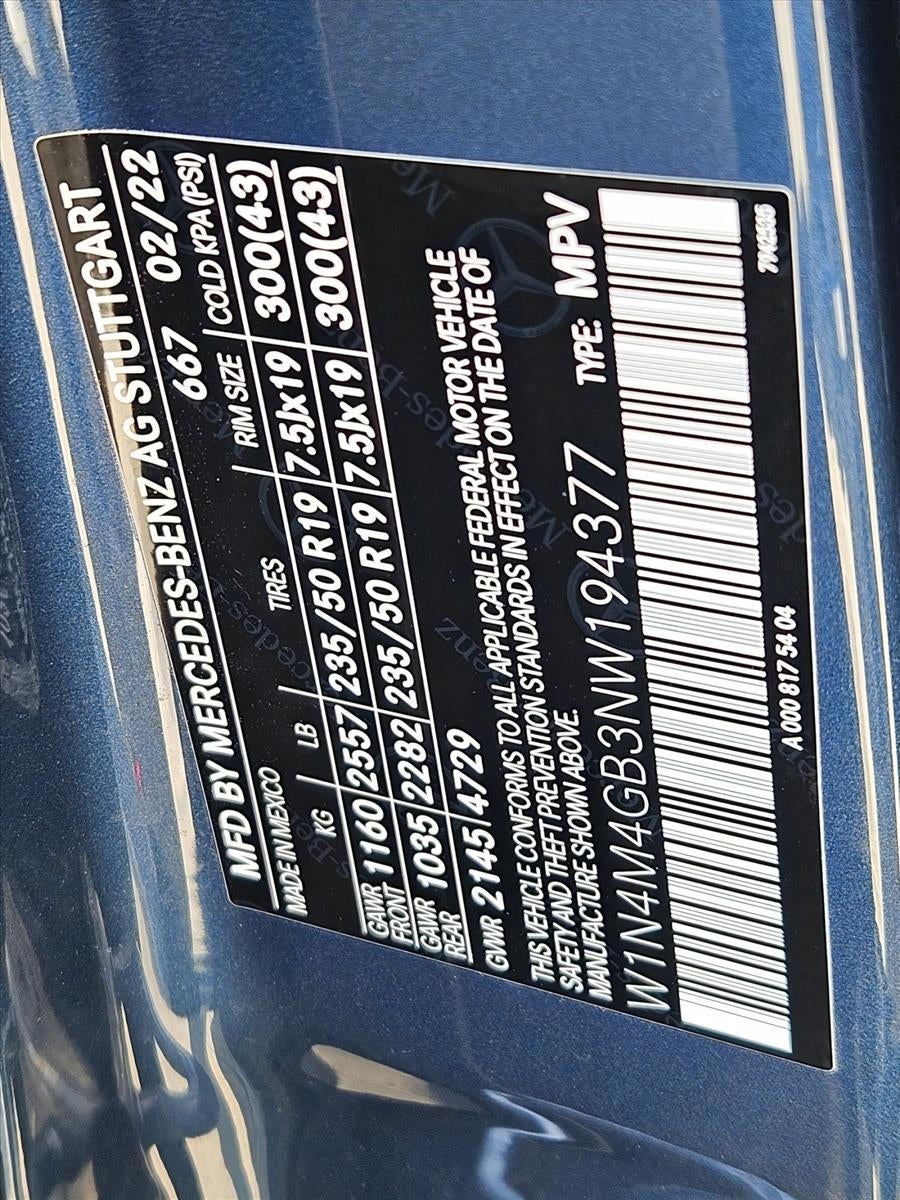 MFD BY MERCEDES-BENZ AG STUTTGART
MADE IN MEXICO 667 02/22
KG LB TIRES RIM SIZE COLD KPA (PSI)
GAWR FRONT 1160 2557 235/50 R19 7.5Jx19 300(43)
GAWR REAR 1035 2282 235/50 R19 7.5Jx19 300(43)
GVWR 2145 4729
THIS VEHICLE CONFORMS TO ALL APPLICABLE FEDERAL MOTOR VEHICLE
SAFETY AND THEFT PREVENTION STANDARDS IN EFFECT ON THE DATE OF
MANUFACTURE SHOWN ABOVE.
W1N4M4GB3NW194377 TYPE: MPV
A 000 817 54 04